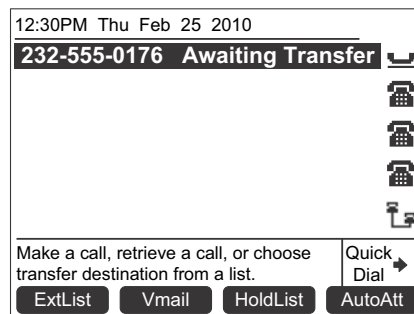 12:30PM Thu Feb 25 2010
232-555-0176 Awaiting Transfer
Make a call, retrieve a call, or choose
transfer destination from a list.
Quick
Dial
ExtList Vmail HoldList AutoAtt